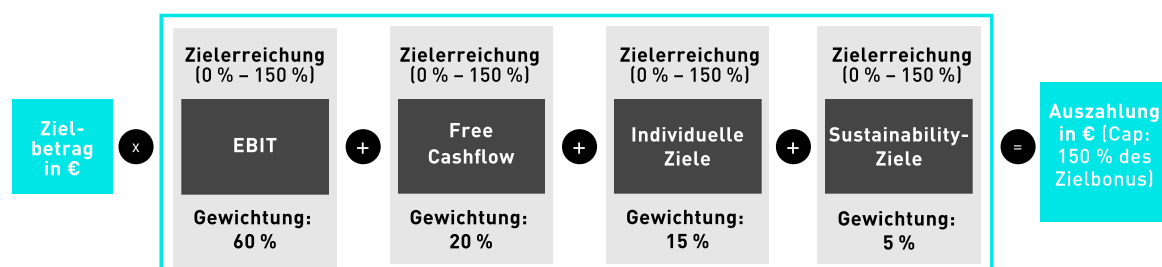 Ziel-
betrag
in €
x
Zielerreichung
(0 % – 150 %)
EBIT
Gewichtung:
60 %
+
Zielerreichung
(0 % – 150 %)
Free
Cashflow
Gewichtung:
20 %
+
Zielerreichung
(0 % – 150 %)
Individuelle
Ziele
Gewichtung:
15 %
+
Zielerreichung
(0 % – 150 %)
Sustainability-
Ziele
Gewichtung:
5 %
=
Auszahlung
in € (Cap:
150 % des
Zielbonus)